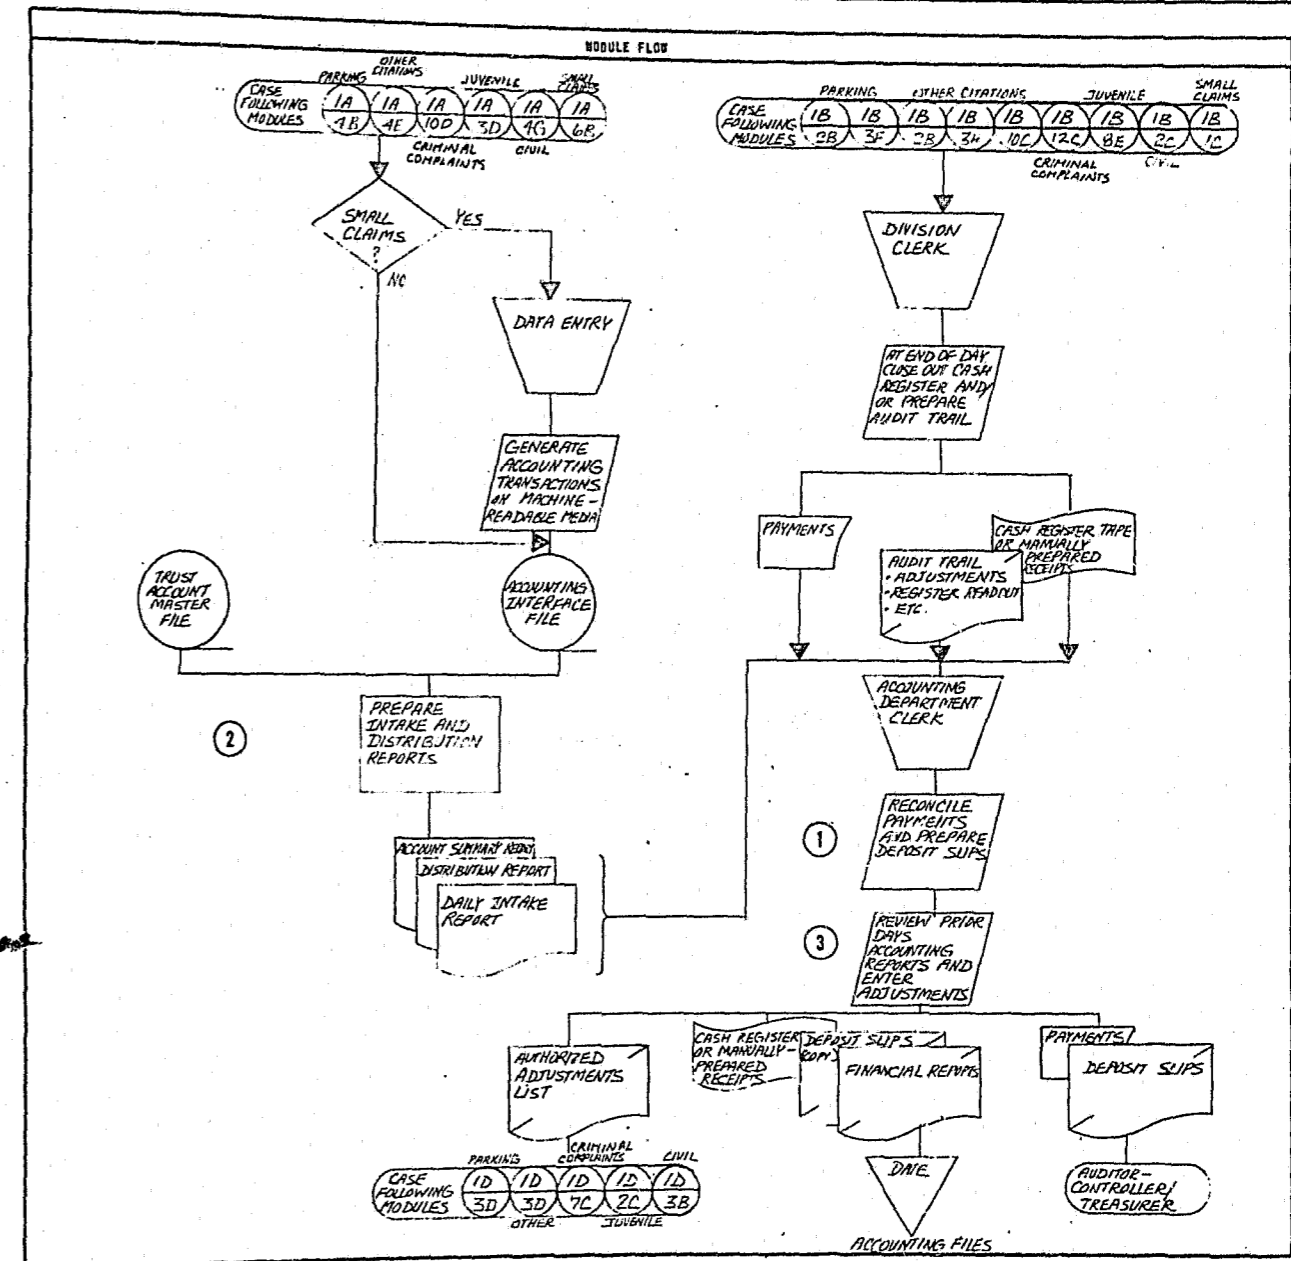 MODULE FLOW
PARKING
OTHER
CITATIONS
JUVENILE
SMALL
CLAIMS
CASE
FOLLOWING
MODULES
1A 1A 1A 1A 1A 1A
4B 4E 10D 3D 4G 6B
CRIMINAL
COMPLAINTS
CIVIL
PARKING OTHER CITATIONS JUVENILE
SMALL
CLAIMS
CASE
FOLLOWING
MODULES
1B 1B 1B 1B 1B 1B 1B 1B 1B
2B 3F 2B 3H 10C 12C 8E 2C 1C
CRIMINAL
COMPLAINTS
CIVIL
SMALL
CLAIMS
?
YES
NO
DATA ENTRY
GENERATE
ACCOUNTING
TRANSACTIONS
ON MACHINE-
READABLE MEDIA
TRUST
ACCOUNT
MASTER
FILE
ACCOUNTING
INTERFACE
FILE
2
PREPARE
INTAKE AND
DISTRIBUTION
REPORTS
ACCOUNT SUMMARY REPORT
DISTRIBUTION REPORT
DAILY INTAKE
REPORT
DIVISION
CLERK
AT END OF DAY,
CLOSE OUT CASH
REGISTER AND/
OR PREPARE
AUDIT TRAIL
PAYMENTS
CASH REGISTER TAPE
OR MANUALLY
PREPARED
RECEIPTS
AUDIT TRAIL
• ADJUSTMENTS
• REGISTER READOUT
• ETC.
ACCOUNTING
DEPARTMENT
CLERK
1
RECONCILE
PAYMENTS
AND PREPARE
DEPOSIT SLIPS
3
REVIEW PRIOR
DAYS
ACCOUNTING
REPORTS AND
ENTER
ADJUSTMENTS
AUTHORIZED
ADJUSTMENTS
LIST
CASH REGISTER
OR MANUALLY-
PREPARED
RECEIPTS
DEPOSIT SLIPS
COPY
FINANCIAL REPORTS
PAYMENTS
DEPOSIT SLIPS
PARKING
CRIMINAL
COMPLAINTS
CIVIL
CASE
FOLLOWING
MODULES
1D 1D 1D 1D 1D
3D 3D 7C 2C 3B
OTHER JUVENILE
DATE
ACCOUNTING FILES
AUDITOR-
CONTROLLER/
TREASURER